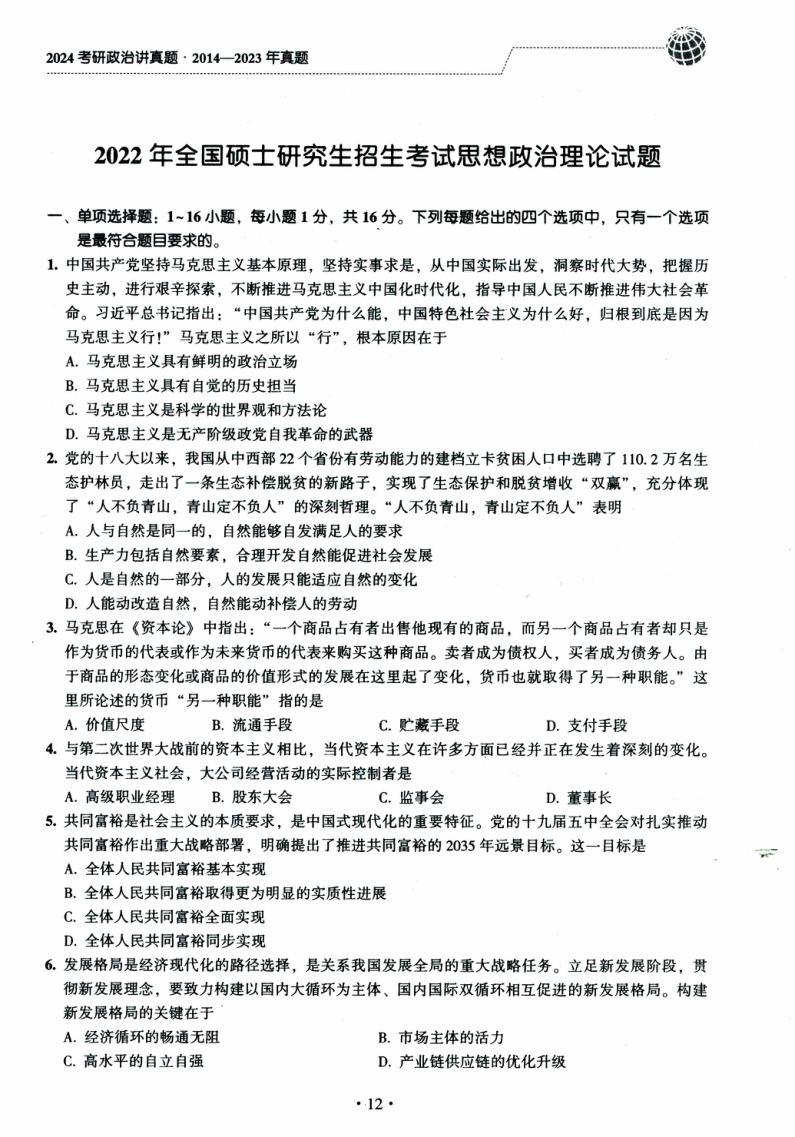 2024 考研政治讲真题 · 2014—2023 年真题
2022 年全国硕士研究生招生考试思想政治理论试题
一、单项选择题：1~16 小题，每小题 1 分，共 16 分。下列每题给出的四个选项中，只有一个选项
是最符合题目要求的。
1. 中国共产党坚持马克思主义基本原理，坚持实事求是，从中国实际出发，洞察时代大势，把握历
史主动，进行艰辛探索，不断推进马克思主义中国化时代化，指导中国人民不断推进伟大社会革
命。习近平总书记指出：“中国共产党为什么能，中国特色社会主义为什么好，归根到底是因为
马克思主义行！” 马克思主义之所以“行”，根本原因在于
A. 马克思主义具有鲜明的政治立场
B. 马克思主义具有自觉的历史担当
C. 马克思主义是科学的世界观和方法论
D. 马克思主义是无产阶级政党自我革命的武器
2. 党的十八大以来，我国从中西部 22 个省份有劳动能力的建档立卡贫困人口中选聘了 110. 2 万名生
态护林员，走出了一条生态补偿脱贫的新路子，实现了生态保护和脱贫增收“双赢”，充分体现
了“人不负青山，青山定不负人”的深刻哲理。“人不负青山，青山定不负人”表明
A. 人与自然是同一的，自然能够自发满足人的要求
B. 生产力包括自然要素，合理开发自然能促进社会发展
C. 人是自然的一部分，人的发展只能适应自然的变化
D. 人能动改造自然，自然能动补偿人的劳动
3. 马克思在《资本论》中指出：“一个商品占有者出售他现有的商品，而另一个商品占有者却只是
作为货币的代表或作为未来货币的代表来购买这种商品。卖者成为债权人，买者成为债务人。由
于商品的形态变化或商品的价值形式的发展在这里起了变化，货币也就取得了另一种职能。”这
里所论述的货币“另一种职能”指的是
A. 价值尺度 B. 流通手段 C. 贮藏手段 D. 支付手段
4. 与第二次世界大战前的资本主义相比，当代资本主义在许多方面已经并正在发生着深刻的变化。
当代资本主义社会，大公司经营活动的实际控制者是
A. 高级职业经理 B. 股东大会 C. 监事会 D. 董事长
5. 共同富裕是社会主义的本质要求，是中国式现代化的重要特征。党的十九届五中全会对扎实推动
共同富裕作出重大战略部署，明确提出了推进共同富裕的 2035 年远景目标。这一目标是
A. 全体人民共同富裕基本实现
B. 全体人民共同富裕取得更为明显的实质性进展
C. 全体人民共同富裕全面实现
D. 全体人民共同富裕同步实现
6. 发展格局是经济现代化的路径选择，是关系我国发展全局的重大战略任务。立足新发展阶段，贯
彻新发展理念，要致力构建以国内大循环为主体、国内国际双循环相互促进的新发展格局。构建
新发展格局的关键在于
A. 经济循环的畅通无阻 B. 市场主体的活力
C. 高水平的自立自强 D. 产业链供应链的优化升级
· 12 ·